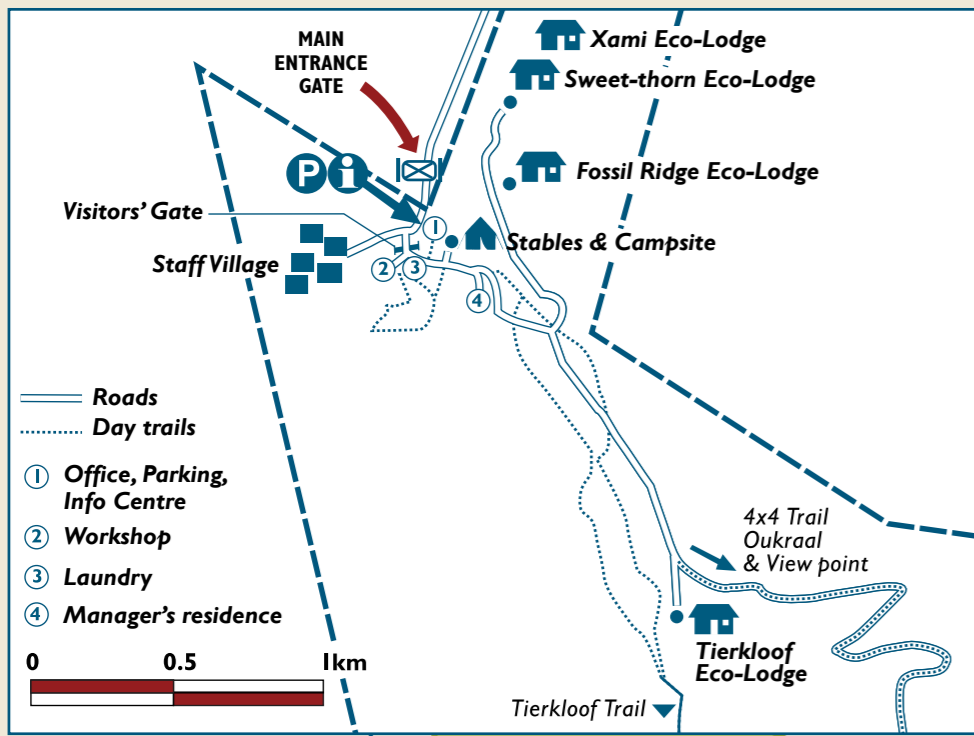 MAIN
ENTRANCE
GATE
Xami Eco-Lodge
Sweet-thorn Eco-Lodge
P i
Fossil Ridge Eco-Lodge
Visitors' Gate
1
Stables & Campsite
Staff Village
2
3
4
Roads
Day trails
1 Office, Parking,
Info Centre
2 Workshop
3 Laundry
4 Manager's residence
4x4 Trail
Oukraal
& View point
0 0.5 1km
Tierkloof
Eco-Lodge
Tierkloof Trail